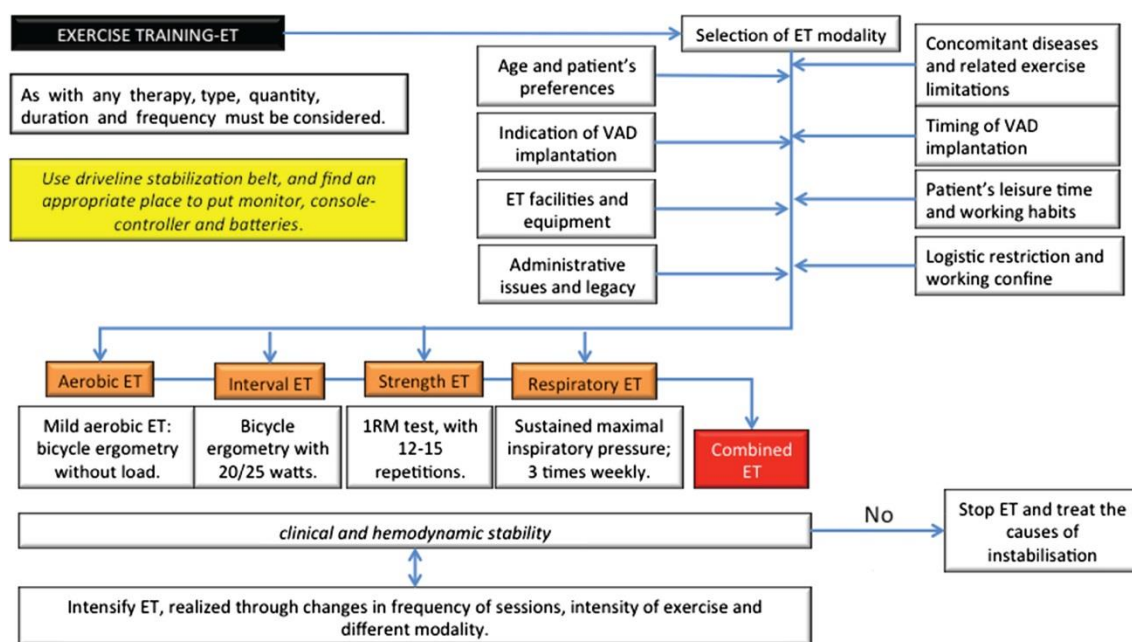 EXERCISE TRAINING-ET
Selection of ET modality
As with any therapy, type, quantity,
duration and frequency must be considered.
Use driveline stabilization belt, and find an
appropriate place to put monitor, console-
controller and batteries.
Age and patient's
preferences
Concomitant diseases
and related exercise
limitations
Indication of VAD
implantation
Timing of VAD
implantation
ET facilities and
equipment
Patient's leisure time
and working habits
Administrative
issues and legacy
Logistic restriction and
working confine
Aerobic ET
Interval ET
Strength ET
Respiratory ET
Mild aerobic ET:
bicycle ergometry
without load.
Bicycle
ergometry with
20/25 watts.
1RM test, with
12-15
repetitions.
Sustained maximal
inspiratory pressure;
3 times weekly.
Combined
ET
clinical and hemodynamic stability
No
Stop ET and treat the
causes of
instabilisation
Intensify ET, realized through changes in frequency of sessions, intensity of exercise and
different modality.